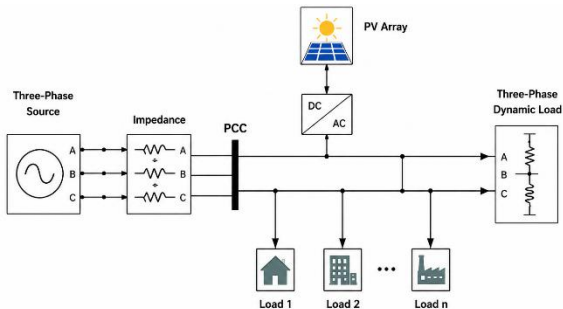 PV Array
Three-Phase
Source
Impedance
PCC
DC
AC
Three-Phase
Dynamic Load
A
B
C
A
B
C
A
B
C
Load 1
Load 2
...
Load n